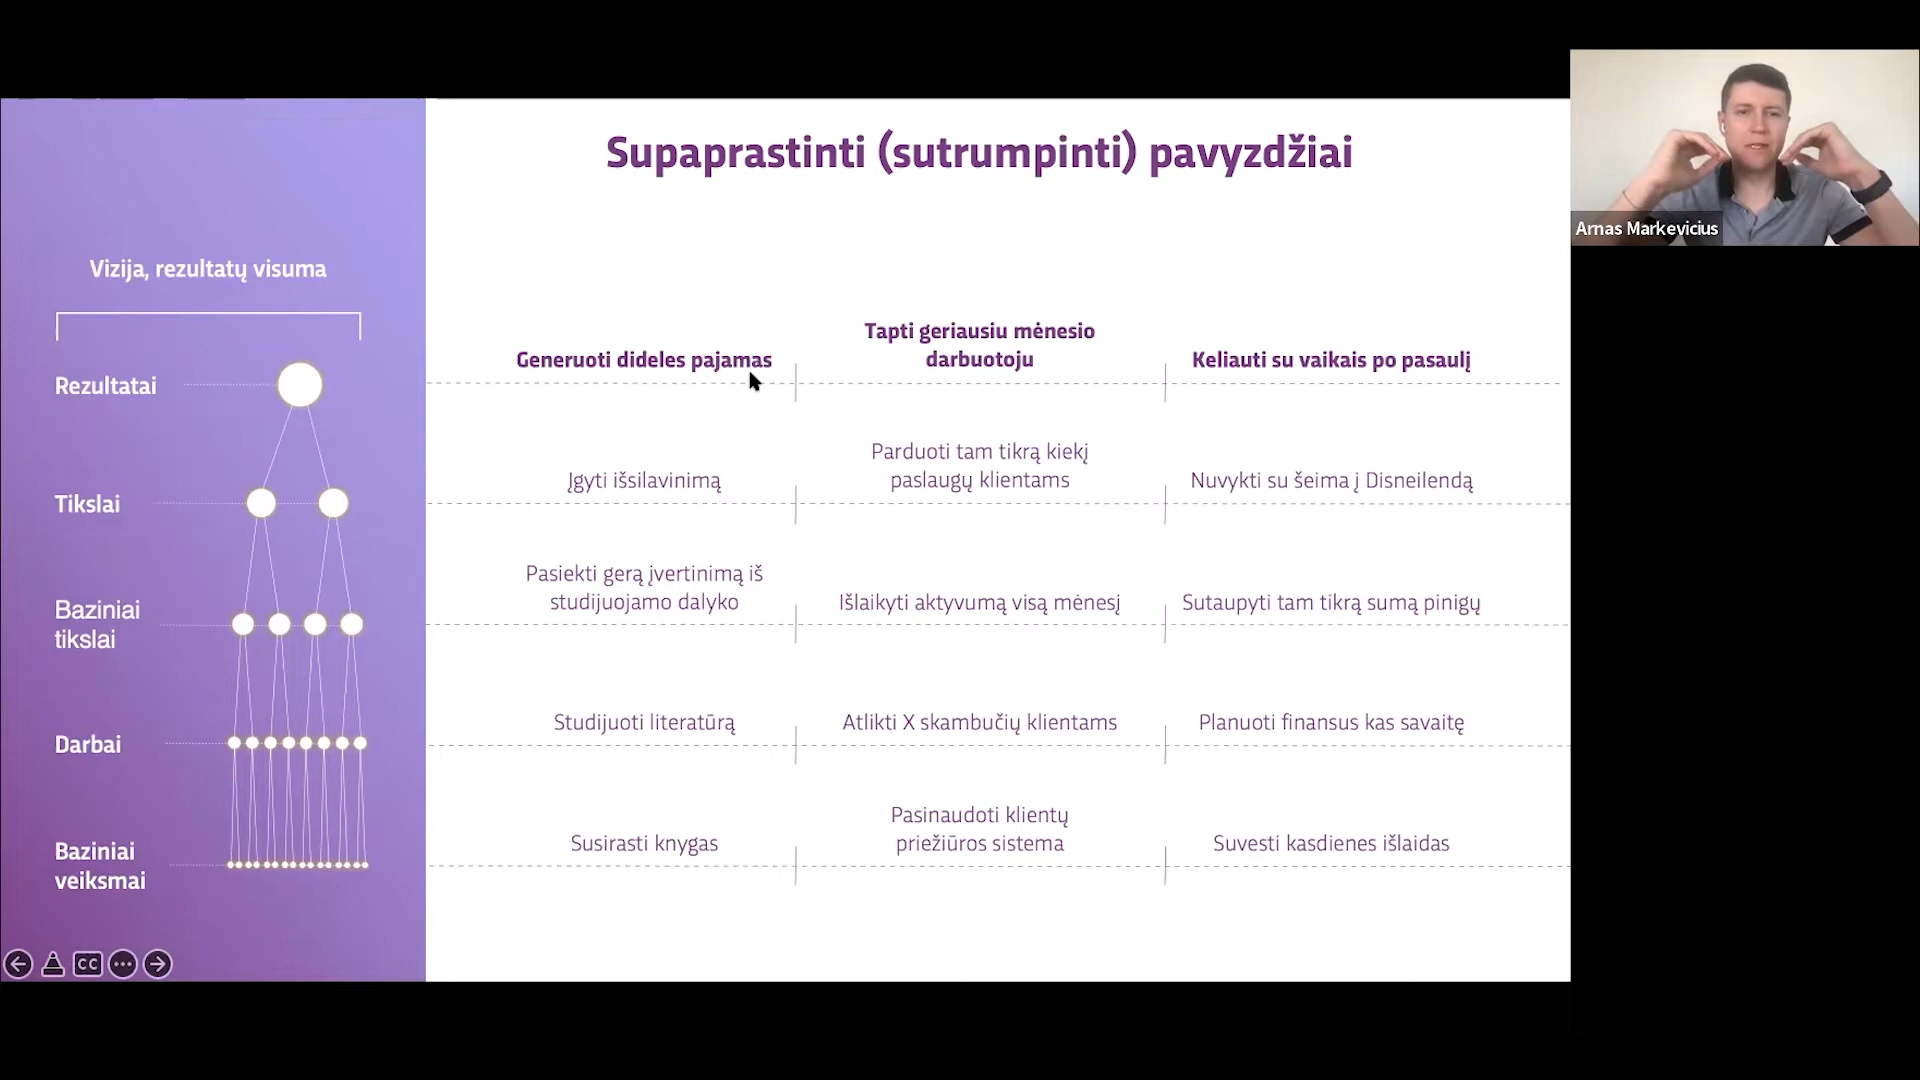 Supaprastinti (sutrumpinti) pavyzdžiai
Arnas Markevicius
Vizija, rezultatų visuma
Rezultatai
Generuoti dideles pajamas
Tapti geriausiu mėnesio
darbuotoju
Keliauti su vaikais po pasaulį
Tikslai
Įgyti išsilavinimą
Parduoti tam tikrą kiekį
paslaugų klientams
Nuvykti su šeima į Disneilendą
Baziniai
tikslai
Pasiekti gerą įvertinimą iš
studijuojamo dalyko
Išlaikyti aktyvumą visą mėnesį
Sutaupyti tam tikrą sumą pinigų
Darbai
Studijuoti literatūrą
Atlikti X skambučių klientams
Planuoti finansus kas savaitę
Baziniai
veiksmai
Susirasti knygas
Pasinaudoti klientų
priežiūros sistema
Suvesti kasdienes išlaidas
CC